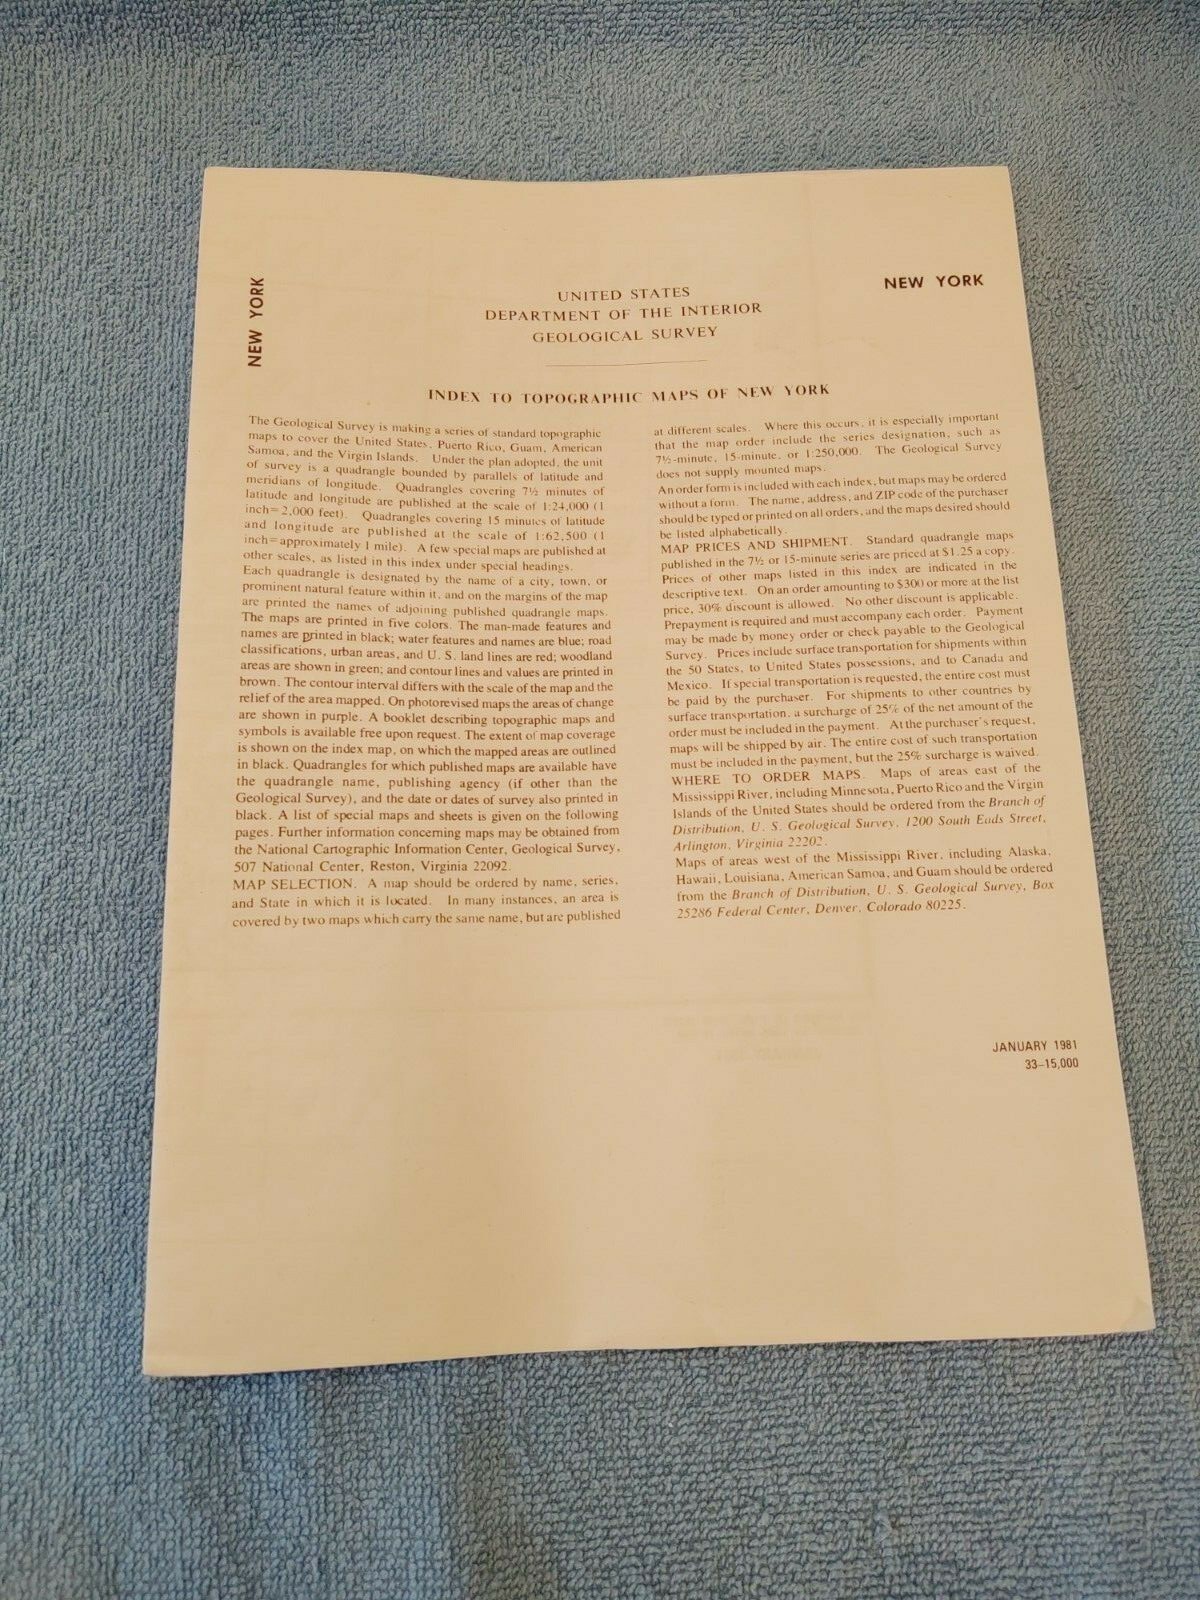 NEW YORK
NEW YORK
UNITED STATES
DEPARTMENT OF THE INTERIOR
GEOLOGICAL SURVEY
INDEX TO TOPOGRAPHIC MAPS OF NEW YORK
The Geological Survey is making a series of standard topographic
maps to cover the United States, Puerto Rico, Guam, American
Samoa, and the Virgin Islands. Under the plan adopted, the unit
of survey is a quadrangle bounded by parallels of latitude and
meridians of longitude. Quadrangles covering 7½ minutes of
latitude and longitude are published at the scale of 1:24,000 (1
inch=2,000 feet). Quadrangles covering 15 minutes of latitude
and longitude are published at the scale of 1:62,500 (1
inch=approximately 1 mile). A few special maps are published at
other scales, as listed in this index under special headings.
Each quadrangle is designated by the name of a city, town, or
prominent natural feature within it, and on the margins of the map
are printed the names of adjoining published quadrangle maps.
The maps are printed in five colors. The man-made features and
names are printed in black; water features and names are blue; road
classifications, urban areas, and U. S. land lines are red; woodland
areas are shown in green; and contour lines and values are printed in
brown. The contour interval differs with the scale of the map and the
relief of the area mapped. On photorevised maps the areas of change
are shown in purple. A booklet describing topographic maps and
symbols is available free upon request. The extent of map coverage
is shown on the index map, on which the mapped areas are outlined
in black. Quadrangles for which published maps are available have
the quadrangle name, publishing agency (if other than the
Geological Survey), and the date or dates of survey also printed in
black. A list of special maps and sheets is given on the following
pages. Further information concerning maps may be obtained from
the National Cartographic Information Center, Geological Survey,
507 National Center, Reston, Virginia 22092.
MAP SELECTION. A map should be ordered by name, series,
and State in which it is located. In many instances, an area is
covered by two maps which carry the same name, but are published
at different scales. Where this occurs, it is especially important
that the map order include the series designation, such as
7½-minute, 15-minute, or 1:250,000. The Geological Survey
does not supply mounted maps.
An order form is included with each index, but maps may be ordered
without a form. The name, address, and ZIP code of the purchaser
should be typed or printed on all orders, and the maps desired should
be listed alphabetically.
MAP PRICES AND SHIPMENT. Standard quadrangle maps
published in the 7½ or 15-minute series are priced at $1.25 a copy.
Prices of other maps listed in this index are indicated in the
descriptive text. On an order amounting to $300 or more at the list
price, 30% discount is allowed. No other discount is applicable.
Prepayment is required and must accompany each order. Payment
may be made by money order or check payable to the Geological
Survey. Prices include surface transportation for shipments within
the 50 States, to United States possessions, and to Canada and
Mexico. If special transportation is requested, the entire cost must
be paid by the purchaser. For shipments to other countries by
surface transportation, a surcharge of 25% of the net amount of the
order must be included in the payment. At the purchaser's request,
maps will be shipped by air. The entire cost of such transportation
must be included in the payment, but the 25% surcharge is waived.
WHERE TO ORDER MAPS. Maps of areas east of the
Mississippi River, including Minnesota, Puerto Rico and the Virgin
Islands of the United States should be ordered from the Branch of
Distribution, U. S. Geological Survey, 1200 South Eads Street,
Arlington, Virginia 22202.
Maps of areas west of the Mississippi River, including Alaska,
Hawaii, Louisiana, American Samoa, and Guam should be ordered
from the Branch of Distribution, U. S. Geological Survey, Box
25286 Federal Center, Denver, Colorado 80225.
JANUARY 1981
33–15,000